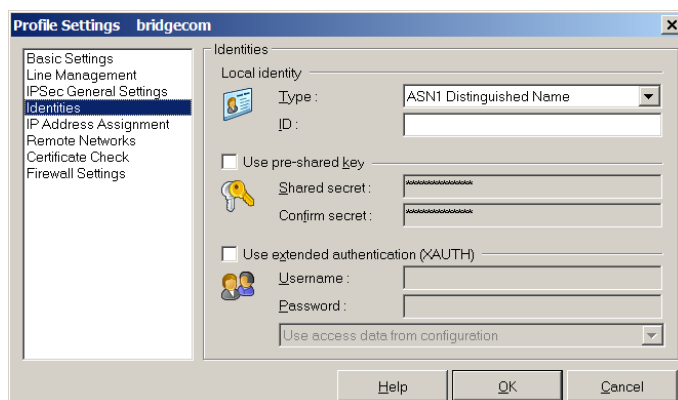 Profile Settings bridgecom
Basic Settings
Line Management
IPSec General Settings
Identities
IP Address Assignment
Remote Networks
Certificate Check
Firewall Settings
Identities
Local identity
Type : ASN1 Distinguished Name
ID :
Use pre-shared key
Shared secret : *************
Confirm secret : *************
Use extended authentication (XAUTH)
Username :
Password :
Use access data from configuration
Help OK Cancel